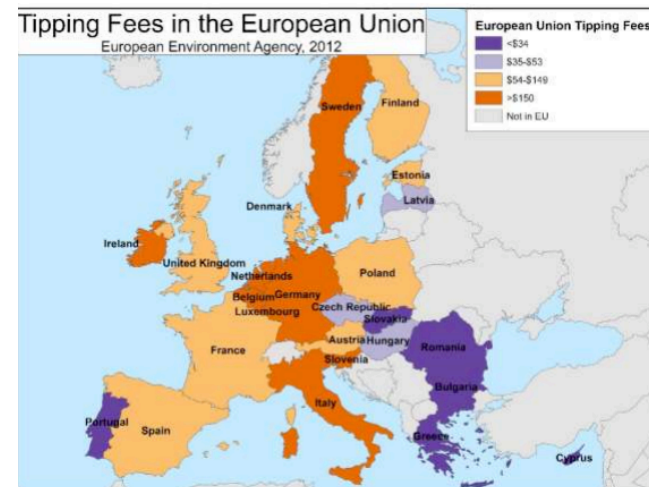 Tipping Fees in the European Union
European Environment Agency, 2012
European Union Tipping Fees
<$34
$35-$53
$54-$149
>$150
Not in EU
Sweden
Finland
Estonia
Latvia
Denmark
Ireland
United Kingdom
Netherlands
Poland
Belgium
Germany
Luxembourg
Czech Republic
Slovakia
France
Austria
Hungary
Romania
Slovenia
Bulgaria
Italy
Portugal
Spain
Greece
Cyprus